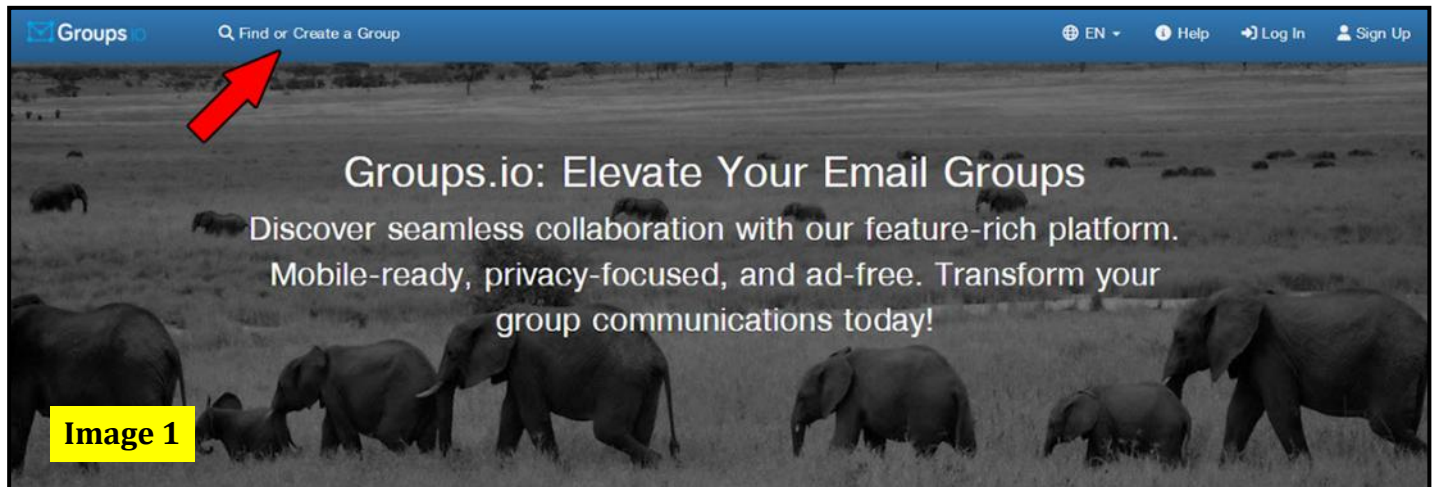 Groups.io
Find or Create a Group
EN
Help
Log In
Sign Up
Groups.io: Elevate Your Email Groups
Discover seamless collaboration with our feature-rich platform.
Mobile-ready, privacy-focused, and ad-free. Transform your
group communications today!
Image 1